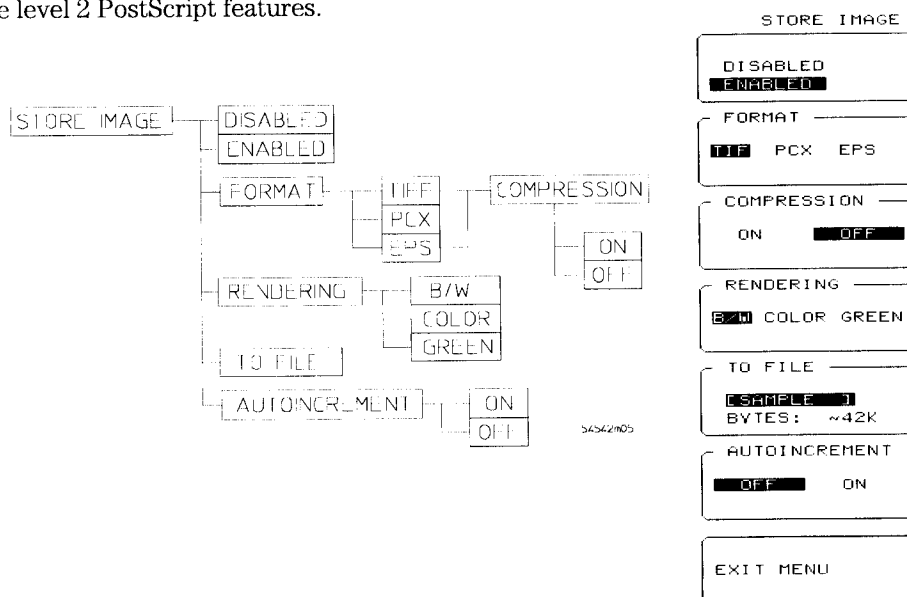 e level 2 PostScript features.
STORE IMAGE
DISABLED
ENABLED
FORMAT
TIFF
PCX
EPS
COMPRESSION
ON
OFF
RENDERING
B/W
COLOR
GREEN
TO FILE
AUTOINCREMENT
ON
OFF
54542m05
STORE IMAGE
DISABLED
ENABLED
FORMAT
TIF PCX EPS
COMPRESSION
ON OFF
RENDERING
B/W COLOR GREEN
TO FILE
[SAMPLE ]
BYTES: ~42K
AUTOINCREMENT
OFF ON
EXIT MENU